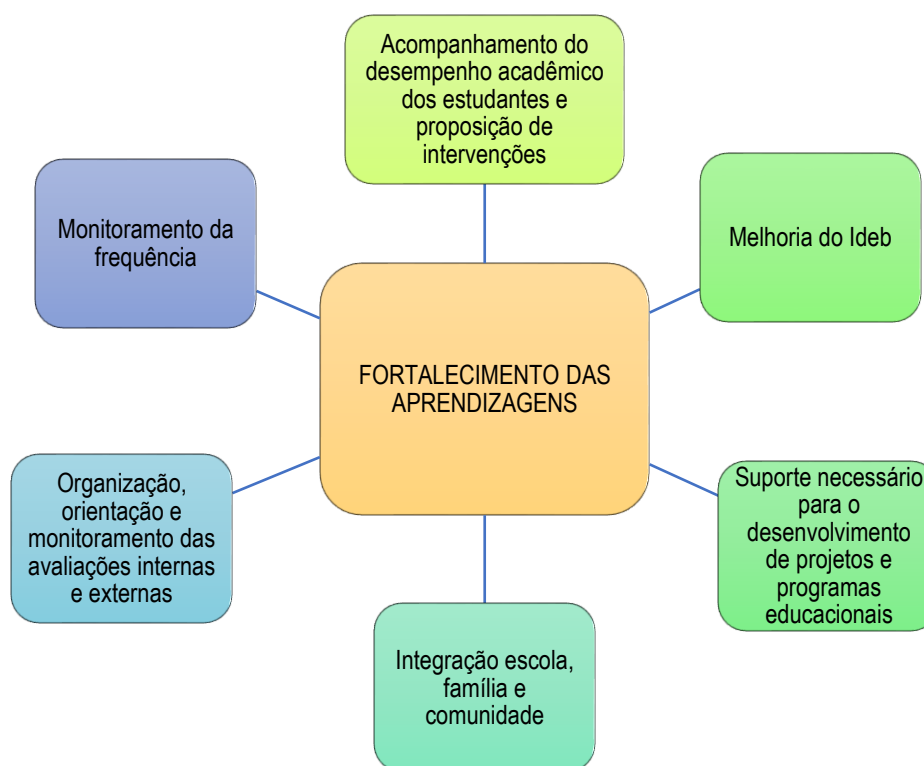 Acompanhamento do
desempenho acadêmico
dos estudantes e
proposição de
intervenções
Monitoramento da
frequência
Melhoria do Ideb
FORTALECIMENTO DAS
APRENDIZAGENS
Organização,
orientação e
monitoramento das
avaliações internas
e externas
Suporte necessário
para o
desenvolvimento
de projetos e
programas
educacionais
Integração escola,
família e
comunidade